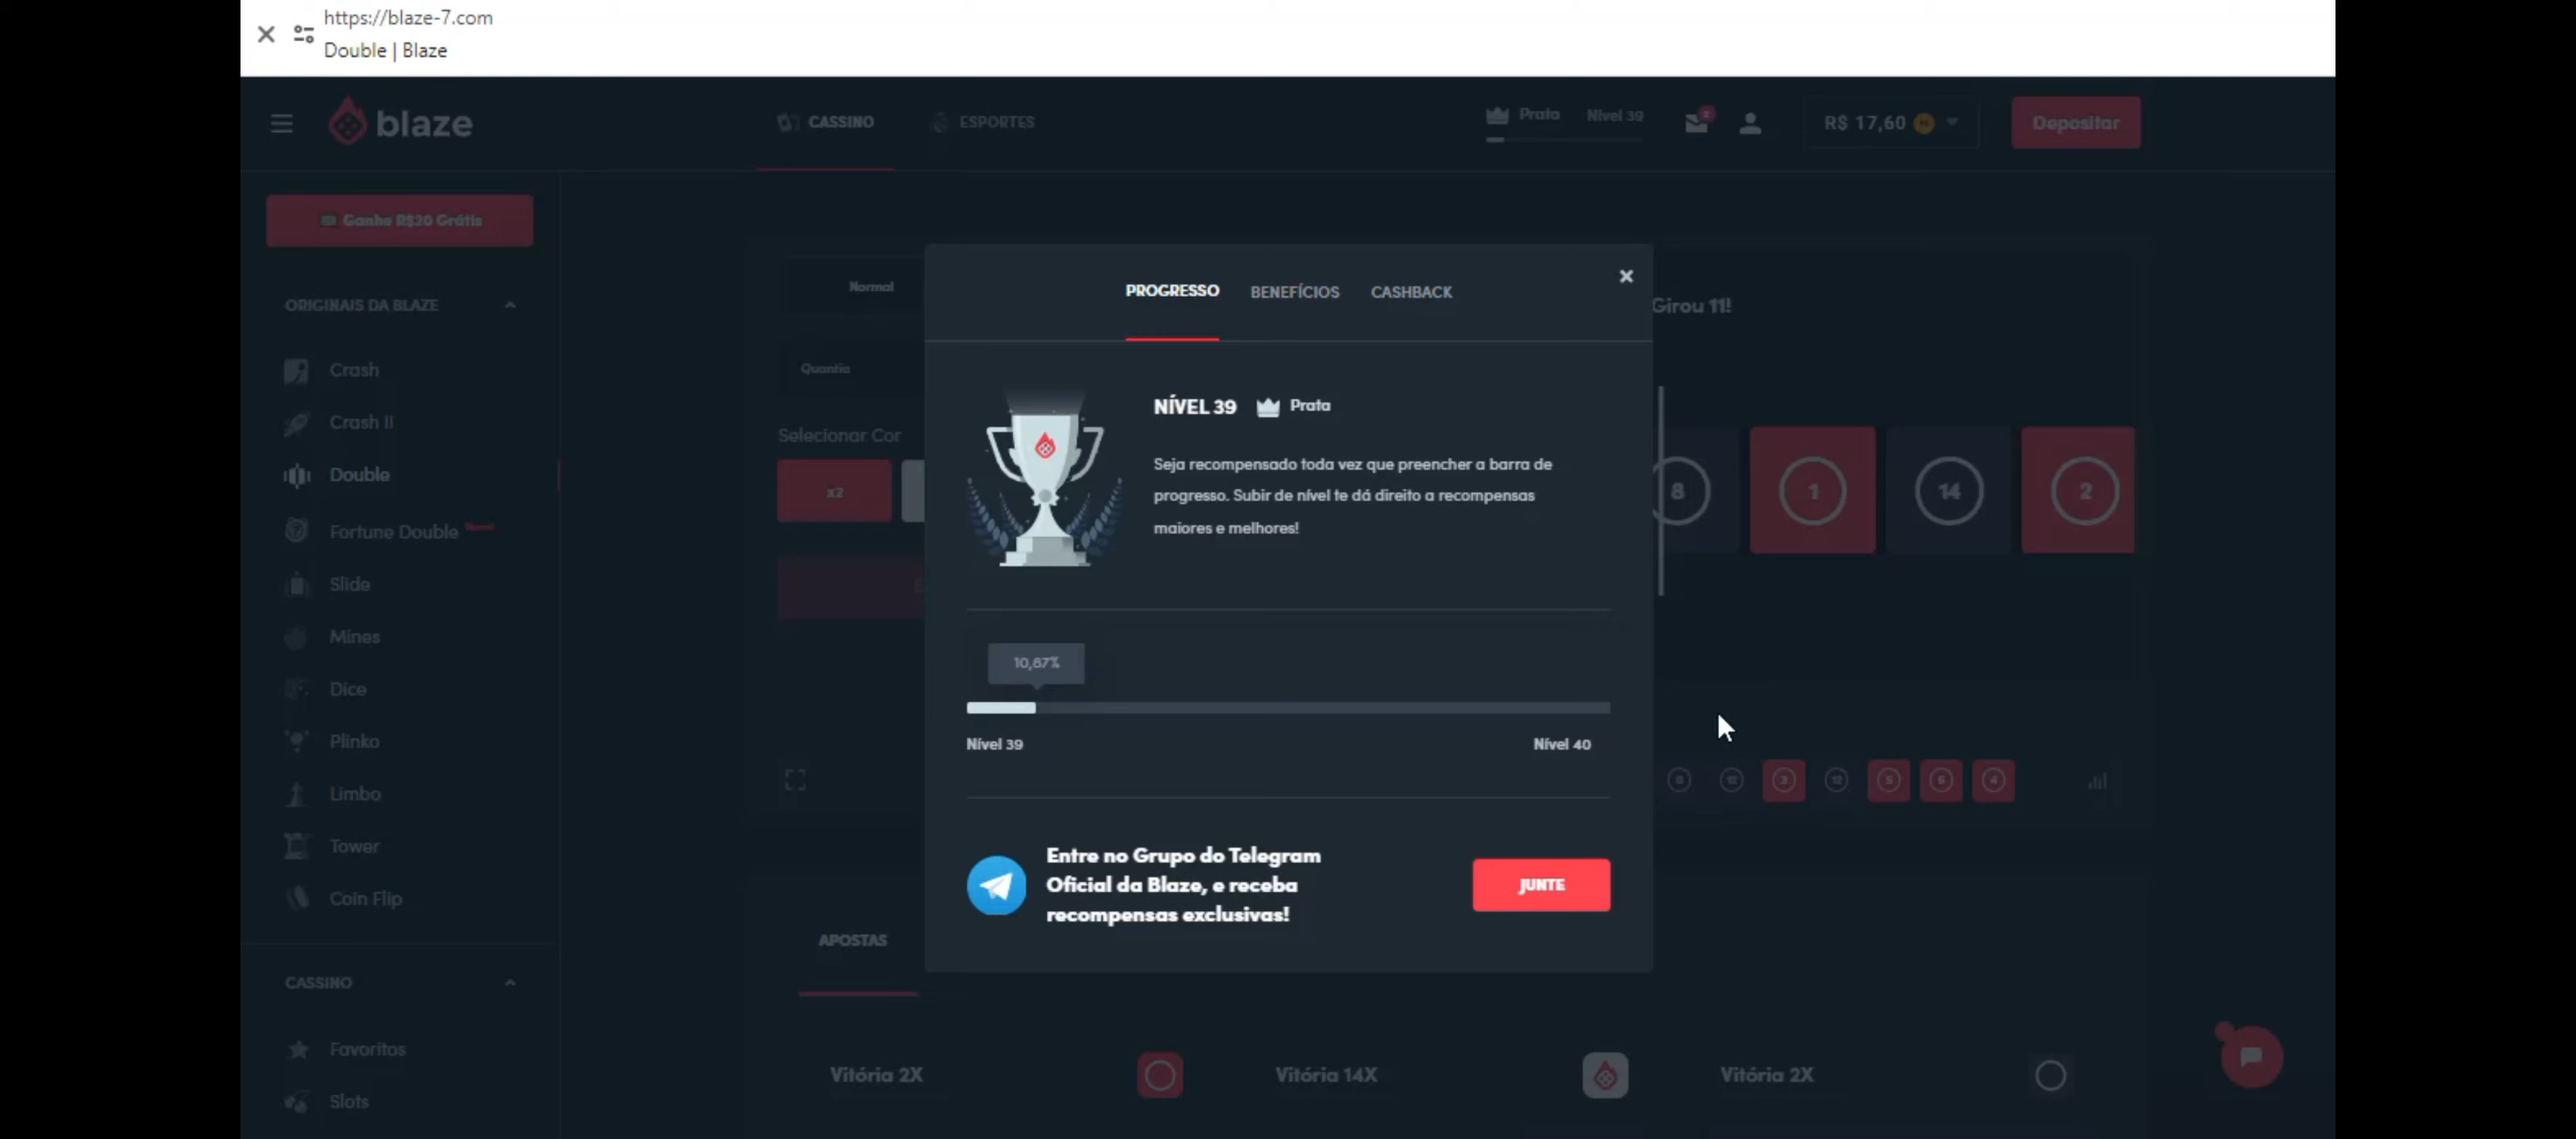 https://blaze-7.com
Double | Blaze
blaze
CASSINO
ESPORTES
Prata Nível 39
R$ 17,60
Depositar
Ganhe R$20 Grátis
ORIGINAIS DA BLAZE
Crash
Crash II
Double
Fortune Double
Slide
Mines
Dice
Plinko
Limbo
Tower
Coin Flip
CASSINO
Favoritos
Slots
Normal
Quantia
Selecionar Cor
x2
PROGRESSO BENEFÍCIOS CASHBACK
NÍVEL 39 Prata
Seja recompensado toda vez que preencher a barra de
progresso. Subir de nível te dá direito a recompensas
maiores e melhores!
10,87%
Nível 39 Nível 40
Entre no Grupo do Telegram
Oficial da Blaze, e receba
recompensas exclusivas!
JUNTE
Girou 11!
8 1 14 2
3 12 5 6 4
APOSTAS
Vitória 2X Vitória 14X Vitória 2X